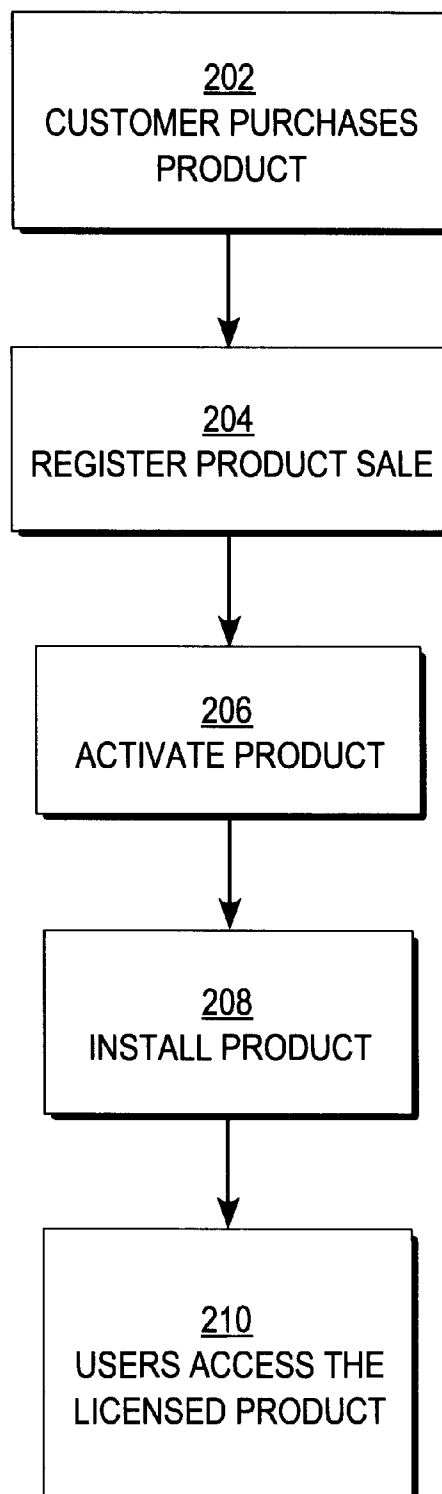 202
CUSTOMER PURCHASES
PRODUCT
204
REGISTER PRODUCT SALE
206
ACTIVATE PRODUCT
208
INSTALL PRODUCT
210
USERS ACCESS THE
LICENSED PRODUCT